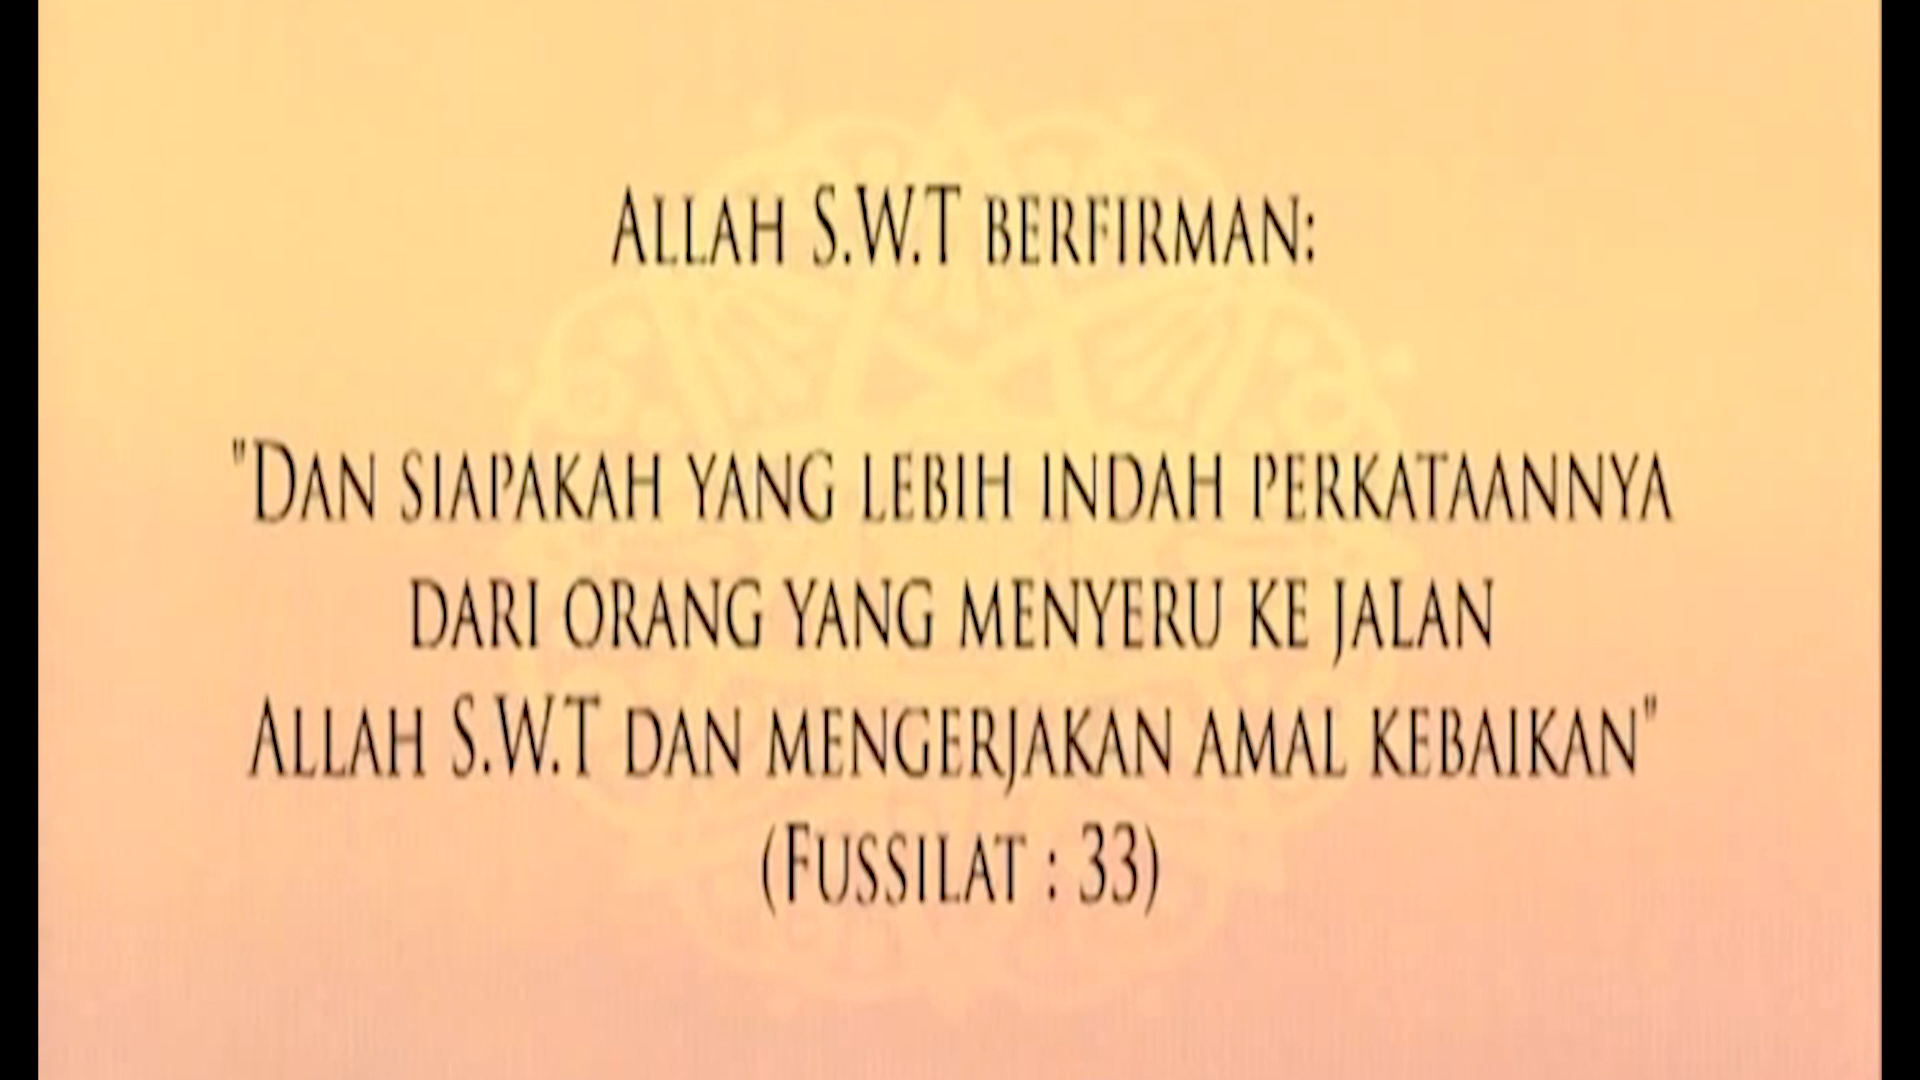 Allah S.W.T berfirman:
"Dan siapakah yang lebih indah perkataannya
dari orang yang menyeru ke jalan
Allah S.W.T dan mengerjakan amal kebaikan"
(Fussilat : 33)